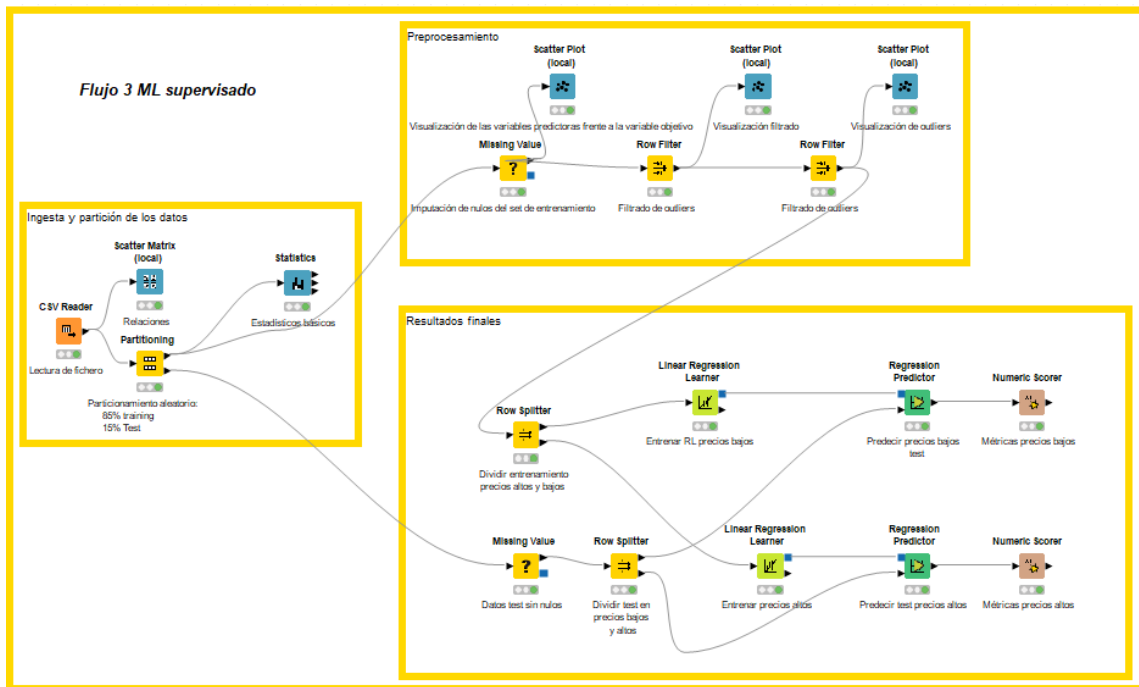 Flujo 3 ML supervisado
Preprocesamiento
Scatter Plot
(local)
Visualización de las variables predictoras frente a la variable objetivo
Scatter Plot
(local)
Visualización filtrado
Scatter Plot
(local)
Visualización de outliers
Missing Value
?
Imputación de nulos del set de entrenamiento
Row Filter
Filtrado de outliers
Row Filter
Filtrado de outliers
Ingesta y partición de los datos
Scatter Matrix
(local)
Relaciones
Statistics
Estadísticos básicos
CSV Reader
Lectura de fichero
Partitioning
Particionamiento aleatorio:
85% training
15% Test
Resultados finales
Row Splitter
Dividir entrenamiento
precios altos y bajos
Linear Regression
Learner
Entrenar RL precios bajos
Regression
Predictor
Predecir precios bajos
test
Numeric Scorer
Métricas precios bajos
Missing Value
?
Datos test sin nulos
Row Splitter
Dividir test en
precios bajos
y altos
Linear Regression
Learner
Entrenar precios altos
Regression
Predictor
Predecir test precios altos
Numeric Scorer
Métricas precios altos